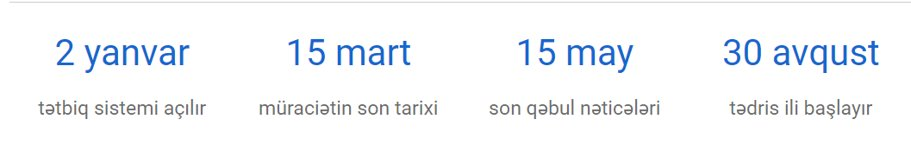 2 yanvar
15 mart
15 may
30 avqust
tətbiq sistemi açılır
müraciətin son tarixi
son qəbul nəticələri
tədris ili başlayır